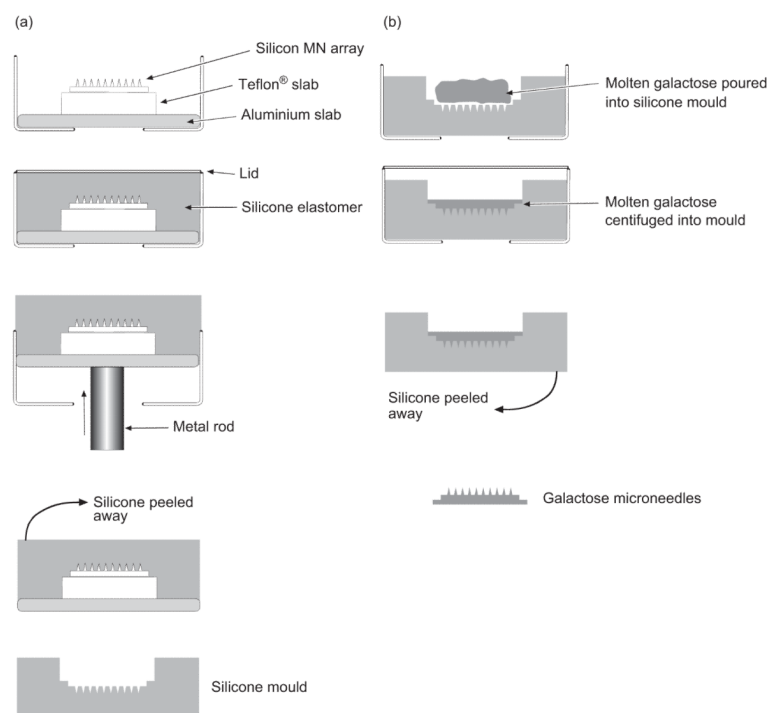 (a)
Silicon MN array
Teflon® slab
Aluminium slab
Lid
Silicone elastomer
Metal rod
Silicone peeled
away
Silicone mould
(b)
Molten galactose poured
into silicone mould
Molten galactose
centifuged into mould
Silicone peeled
away
Galactose microneedles